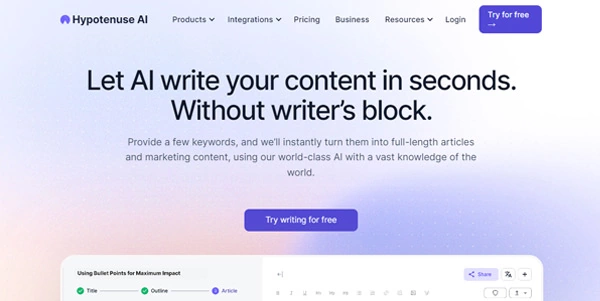 Hypotenuse AI Products Integrations Pricing Business Resources Login Try for free →
Let AI write your content in seconds.
Without writer's block.
Provide a few keywords, and we'll instantly turn them into full-length articles
and marketing content, using our world-class AI with a vast knowledge of the
world.
Try writing for free
Using Bullet Points for Maximum Impact
Share
Title Outline 3 Article